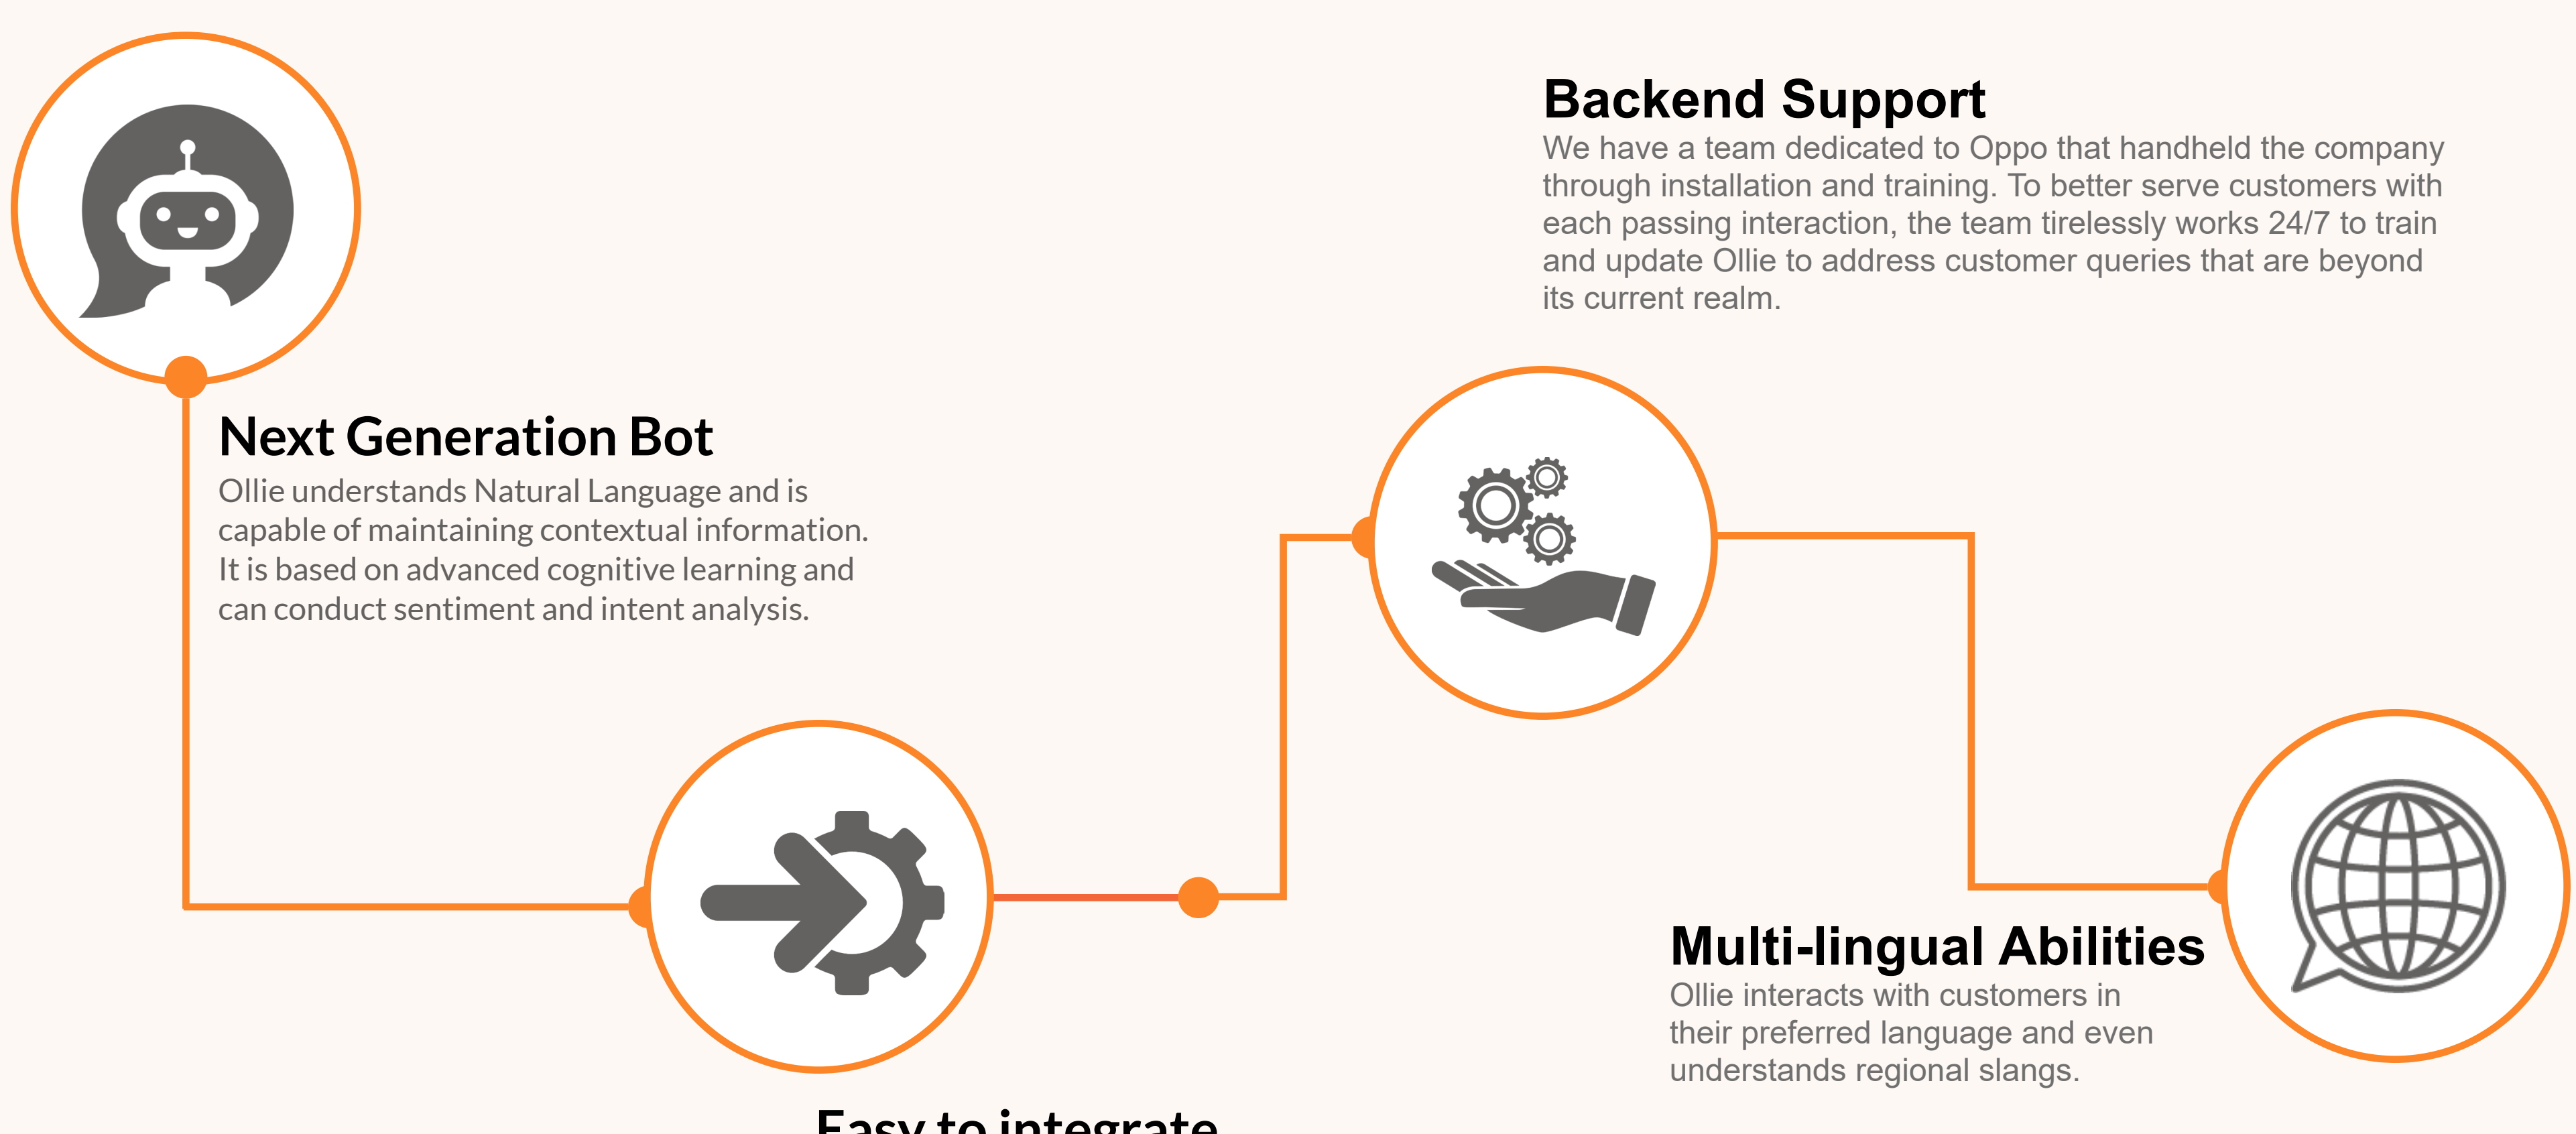 Next Generation Bot
Ollie understands Natural Language and is
capable of maintaining contextual information.
It is based on advanced cognitive learning and
can conduct sentiment and intent analysis.
Easy to integrate
Backend Support
We have a team dedicated to Oppo that handheld the company
through installation and training. To better serve customers with
each passing interaction, the team tirelessly works 24/7 to train
and update Ollie to address customer queries that are beyond
its current realm.
Multi-lingual Abilities
Ollie interacts with customers in
their preferred language and even
understands regional slangs.